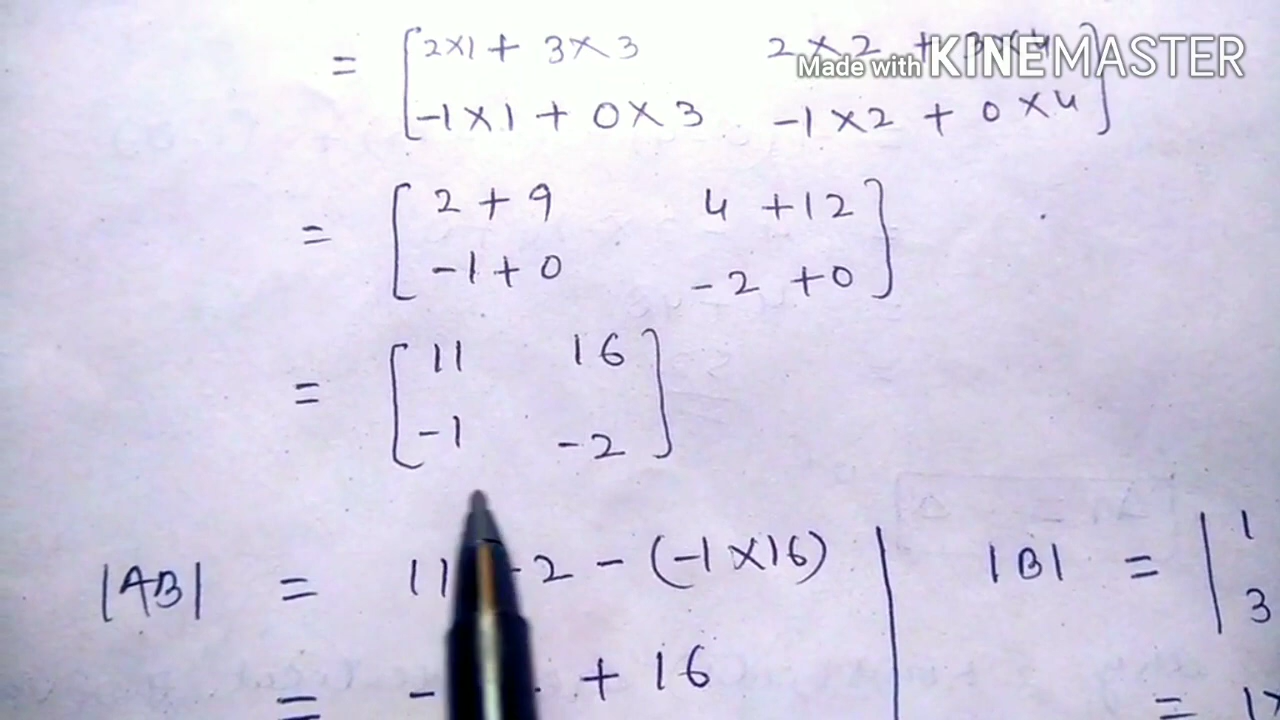 = [2×1 + 3×3 2×2 +
Made with KINEMASTER
-1×1 + 0×3 -1×2 + 0×4]
= [2+9 4+12
-1+0 -2+0]
= [11 16
-1 -2]
|AB| = 11 -2 - (-1×16)
= - + 16
|B| = |1
3
= 1×